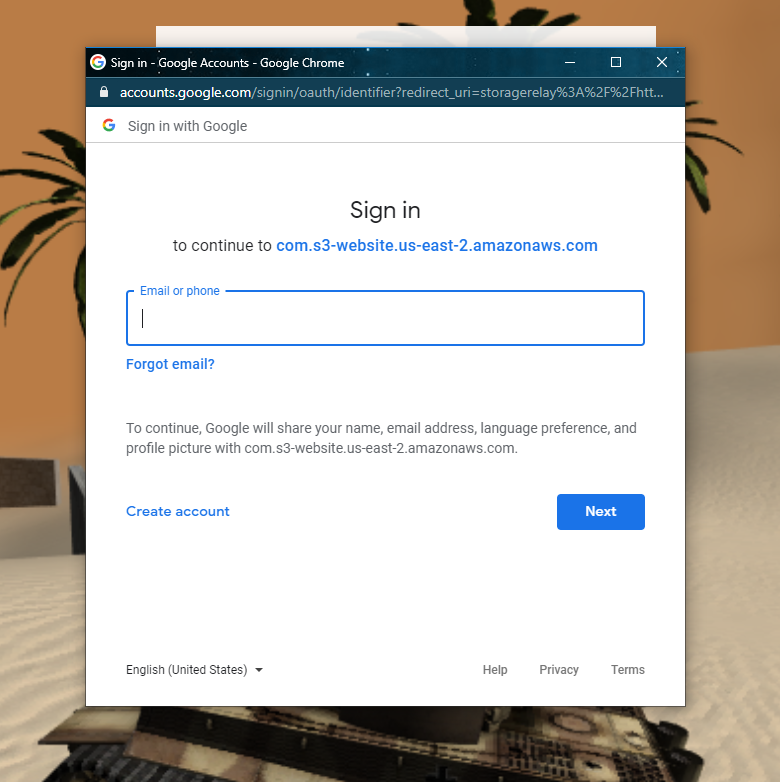 Sign in - Google Accounts - Google Chrome
accounts.google.com/signin/oauth/identifier?redirect_uri=storagerelay%3A%2F%2Fhtt...
Sign in with Google
Sign in
to continue to com.s3-website.us-east-2.amazonaws.com
Email or phone
Forgot email?
To continue, Google will share your name, email address, language preference, and
profile picture with com.s3-website.us-east-2.amazonaws.com.
Create account
Next
English (United States)
Help
Privacy
Terms